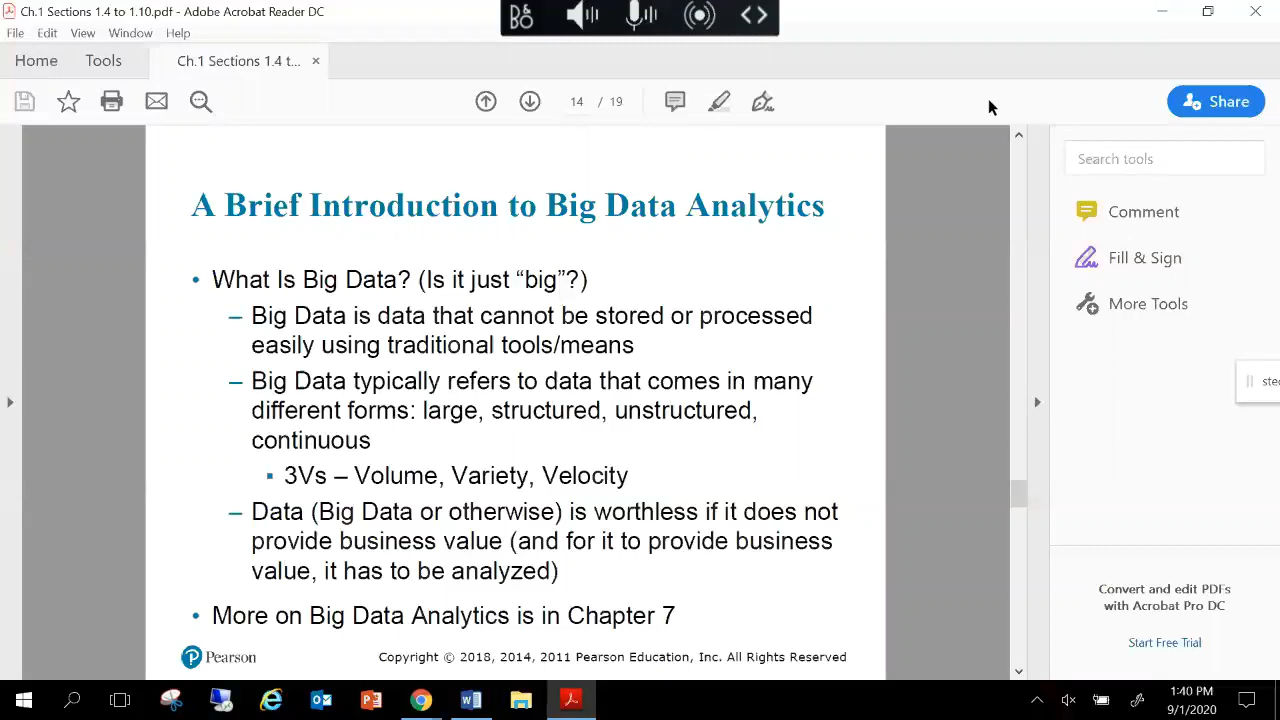 Ch.1 Sections 1.4 to 1.10.pdf - Adobe Acrobat Reader DC
File Edit View Window Help
Home Tools Ch.1 Sections 1.4 t... ×
14 / 19
Share
Search tools
Comment
Fill & Sign
More Tools
A Brief Introduction to Big Data Analytics
• What Is Big Data? (Is it just “big”?)
– Big Data is data that cannot be stored or processed
easily using traditional tools/means
– Big Data typically refers to data that comes in many
different forms: large, structured, unstructured,
continuous
▪ 3Vs – Volume, Variety, Velocity
– Data (Big Data or otherwise) is worthless if it does not
provide business value (and for it to provide business
value, it has to be analyzed)
• More on Big Data Analytics is in Chapter 7
Pearson
Copyright © 2018, 2014, 2011 Pearson Education, Inc. All Rights Reserved
Convert and edit PDFs
with Acrobat Pro DC
Start Free Trial
1:40 PM
9/1/2020